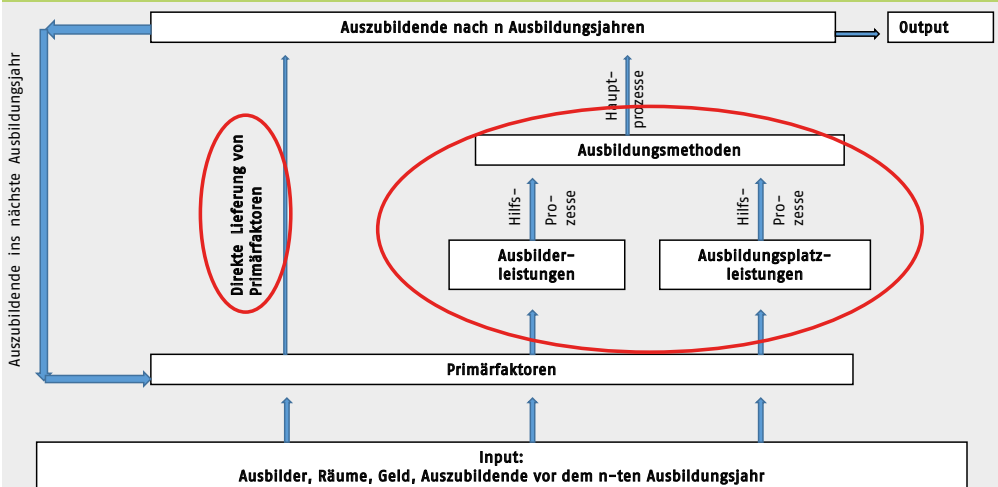 Auszubildende nach n Ausbildungsjahren
Output
Auszubildende ins nächste Ausbildungsjahr
Haupt-
prozesse
Direkte Lieferung von
Primärfaktoren
Ausbildungsmethoden
Hilfs-
Pro-
zesse
Hilfs-
Pro-
zesse
Ausbilder-
leistungen
Ausbildungsplatz-
leistungen
Primärfaktoren
Input:
Ausbilder, Räume, Geld, Auszubildende vor dem n-ten Ausbildungsjahr